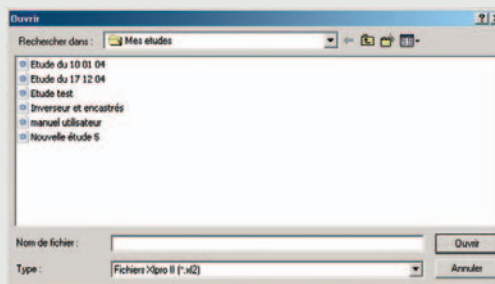 Ouvrir
Rechercher dans : Mes etudes
Etude du 10 01 04
Etude du 17 12 04
Etude test
Inverseur et encastrés
manuel utilisateur
Nouvelle étude 5
Nom de fichier : Ouvrir
Type : Fichiers Xlpro II (*.xl2) Annuler